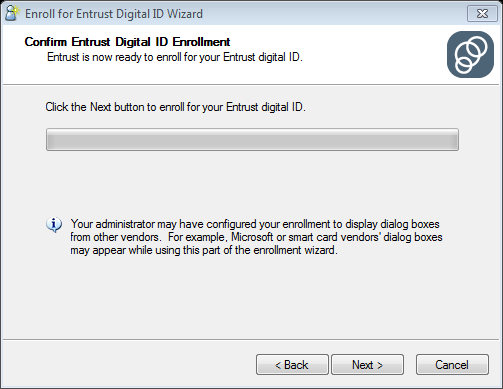 Enroll for Entrust Digital ID Wizard
Confirm Entrust Digital ID Enrollment
Entrust is now ready to enroll for your Entrust digital ID.
Click the Next button to enroll for your Entrust digital ID.
Your administrator may have configured your enrollment to display dialog boxes
from other vendors.  For example, Microsoft or smart card vendors' dialog boxes
may appear while using this part of the enrollment wizard.
< Back
Next >
Cancel